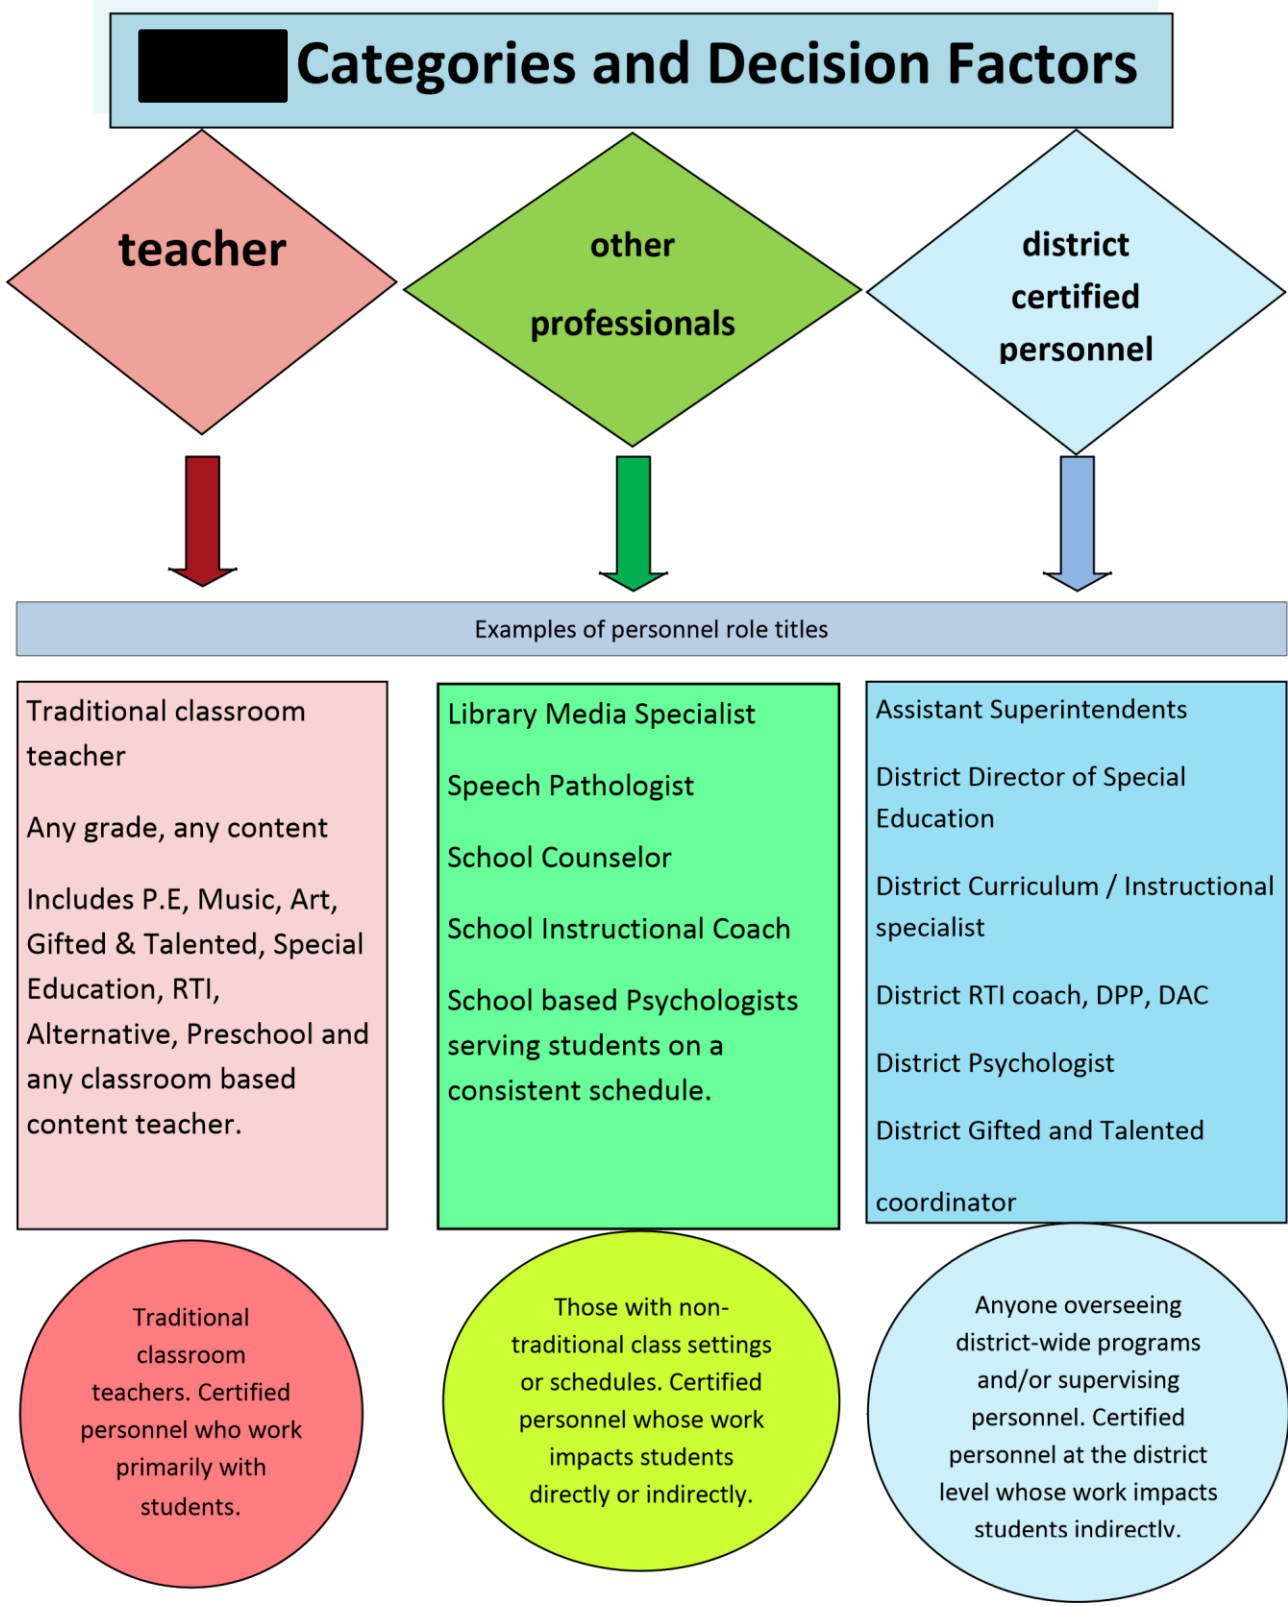 Categories and Decision Factors
teacher
other
professionals
district
certified
personnel
Examples of personnel role titles
Traditional classroom
teacher
Any grade, any content
Includes P.E, Music, Art,
Gifted & Talented, Special
Education, RTI,
Alternative, Preschool and
any classroom based
content teacher.
Library Media Specialist
Speech Pathologist
School Counselor
School Instructional Coach
School based Psychologists
serving students on a
consistent schedule.
Assistant Superintendents
District Director of Special
Education
District Curriculum / Instructional
specialist
District RTI coach, DPP, DAC
District Psychologist
District Gifted and Talented
coordinator
Traditional
classroom
teachers. Certified
personnel who work
primarily with
students.
Those with non-
traditional class settings
or schedules. Certified
personnel whose work
impacts students
directly or indirectly.
Anyone overseeing
district-wide programs
and/or supervising
personnel. Certified
personnel at the district
level whose work impacts
students indirectly.